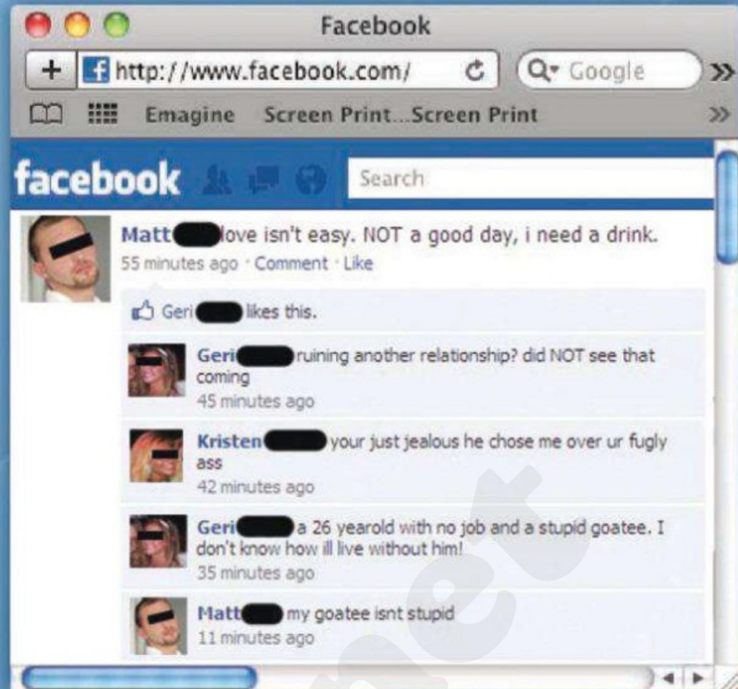 Facebook
http://www.facebook.com/
Google
Emagine Screen Print...Screen Print
facebook
Search
Matt love isn't easy. NOT a good day, i need a drink.
55 minutes ago · Comment · Like
Geri likes this.
Geri ruining another relationship? did NOT see that
coming
45 minutes ago
Kristen your just jealous he chose me over ur fugly
ass
42 minutes ago
Geri a 26 yearold with no job and a stupid goatee. I
don't know how ill live without him!
35 minutes ago
Matt my goatee isnt stupid
11 minutes ago
net